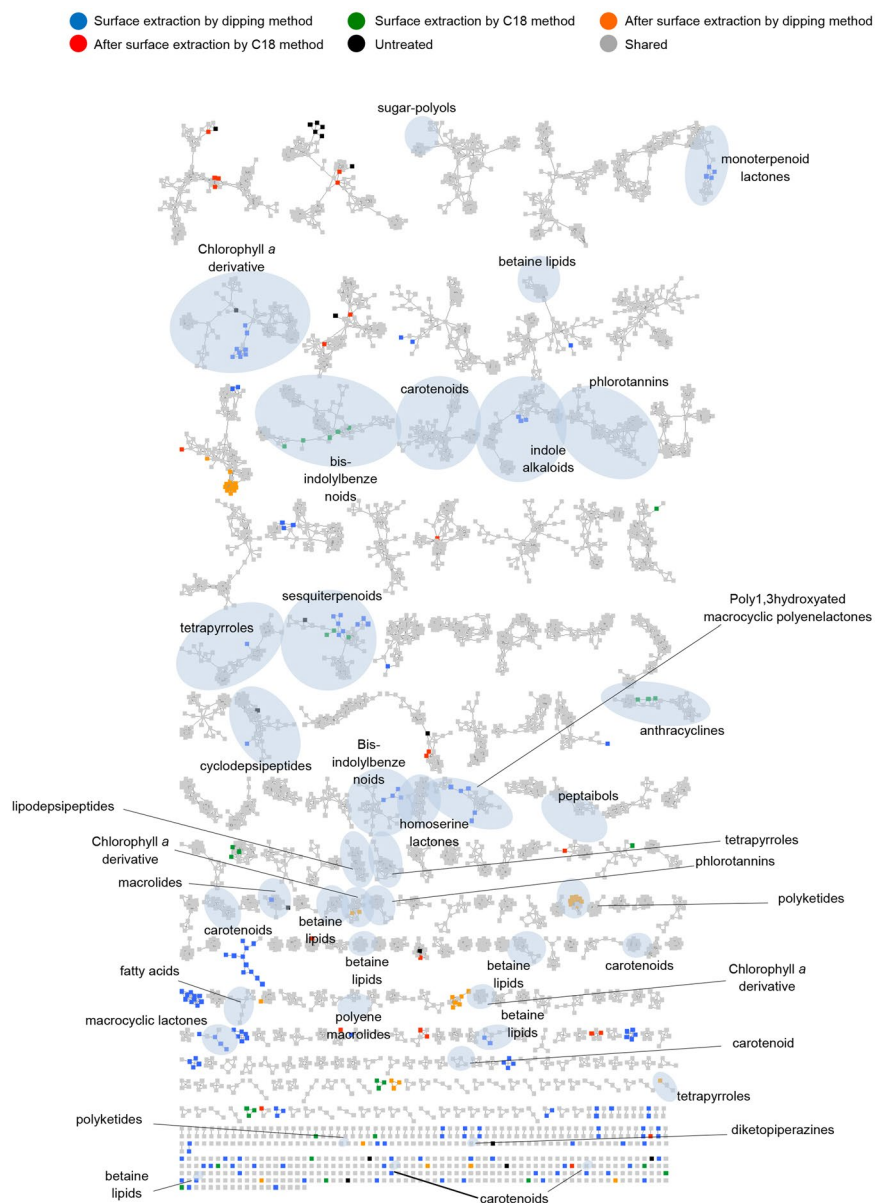 Surface extraction by dipping method
Surface extraction by C18 method
After surface extraction by dipping method
After surface extraction by C18 method
Untreated
Shared
sugar-polyols
monoterpenoid
lactones
Chlorophyll a
derivative
betaine lipids
carotenoids
phlorotannins
bis-
indolylbenze
noids
indole
alkaloids
sesquiterpenoids
Poly1,3hydroxyated
macrocyclic polyenelactones
tetrapyrroles
anthracyclines
cyclodepsipeptides
Bis-
indolylbenze
noids
peptaibols
lipodepsipeptides
homoserine
lactones
Chlorophyll a
derivative
tetrapyrroles
phlorotannins
macrolides
polyketides
carotenoids
betaine
lipids
betaine
lipids
betaine
lipids
carotenoids
fatty acids
Chlorophyll a
derivative
macrocyclic lactones
polyene
macrolides
betaine
lipids
carotenoid
tetrapyrroles
polyketides
diketopiperazines
betaine
lipids
carotenoids